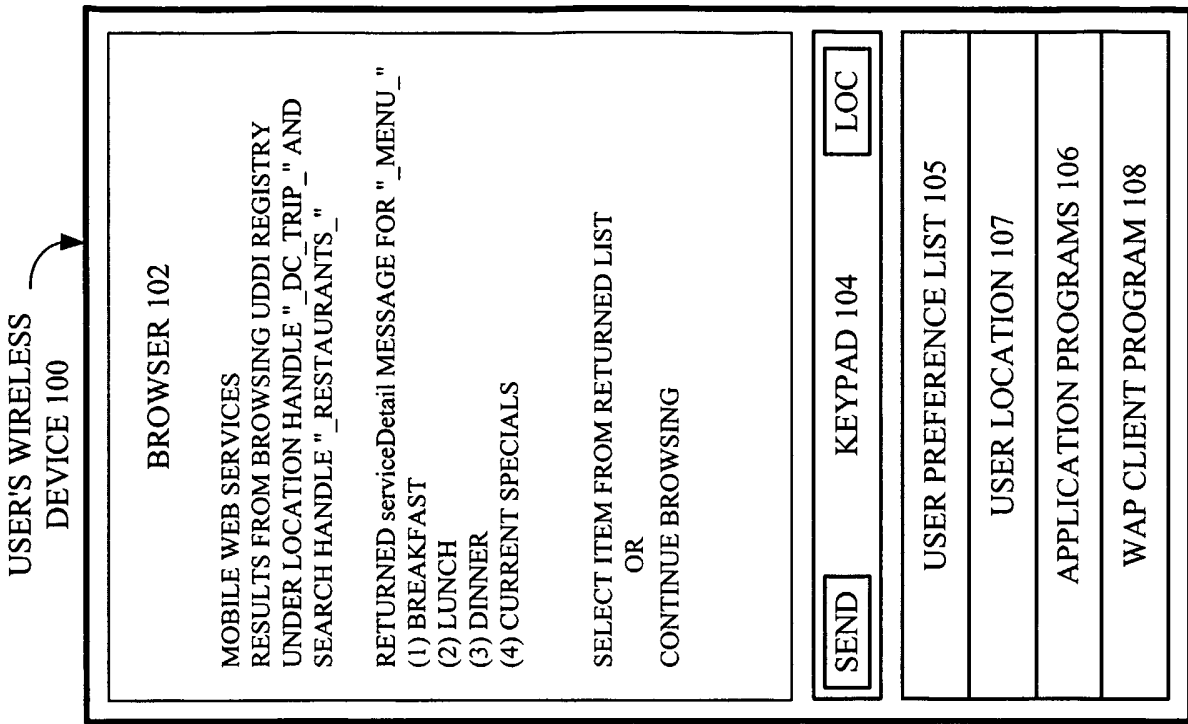 USER'S WIRELESS
DEVICE 100
BROWSER 102
MOBILE WEB SERVICES
RESULTS FROM BROWSING UDDI REGISTRY
UNDER LOCATION HANDLE "_DC_TRIP_" AND
SEARCH HANDLE "_RESTAURANTS_"
RETURNED serviceDetail MESSAGE FOR "_MENU_"
(1) BREAKFAST
(2) LUNCH
(3) DINNER
(4) CURRENT SPECIALS
SELECT ITEM FROM RETURNED LIST
OR
CONTINUE BROWSING
SEND KEYPAD 104 LOC
USER PREFERENCE LIST 105
USER LOCATION 107
APPLICATION PROGRAMS 106
WAP CLIENT PROGRAM 108